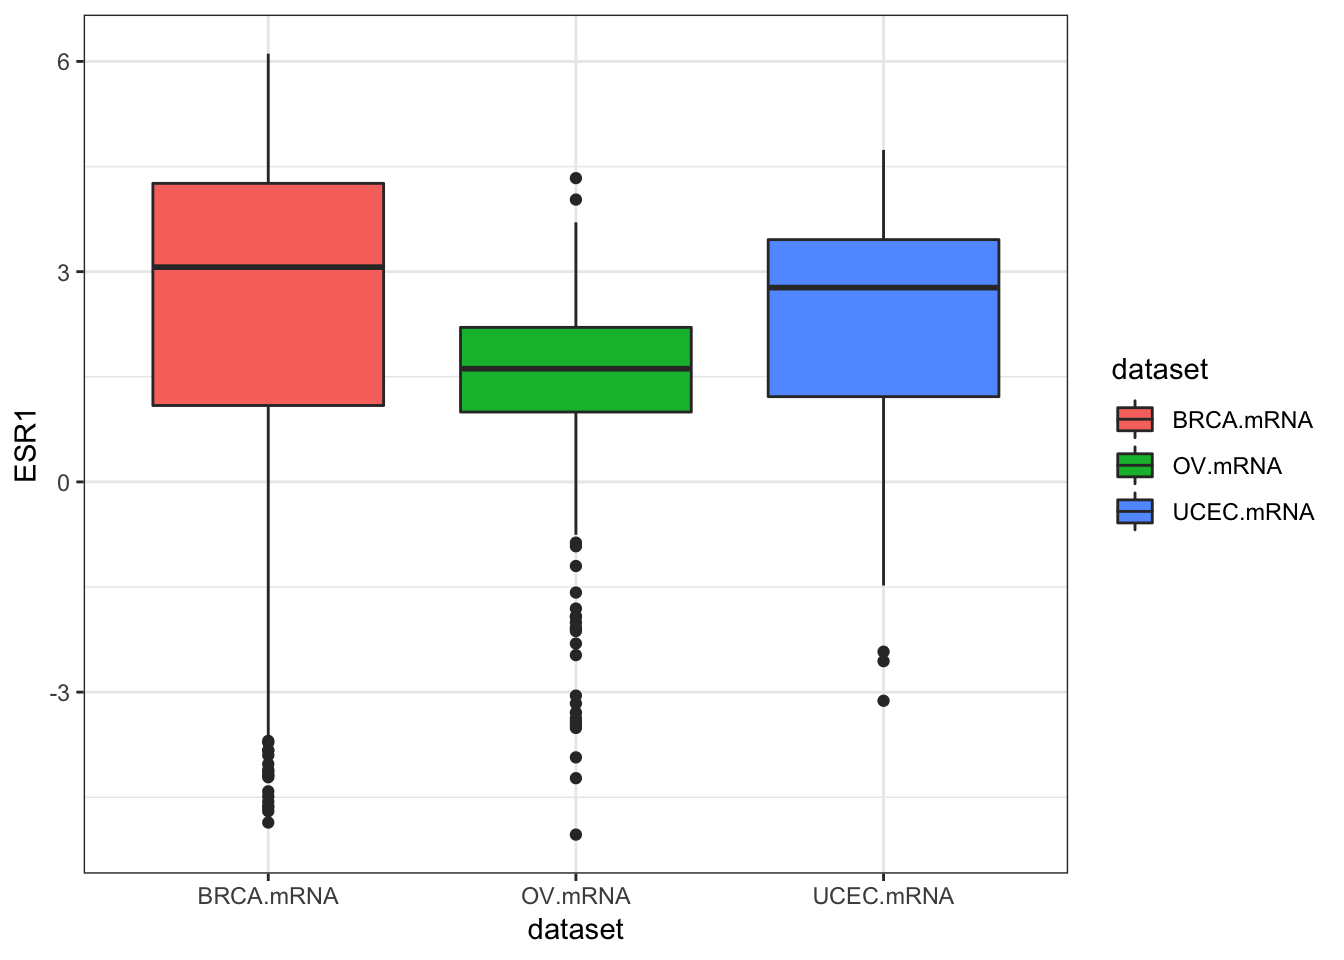 6
3
0
-3
ESR1
BRCA.mRNA
OV.mRNA
UCEC.mRNA
dataset
dataset
BRCA.mRNA
OV.mRNA
UCEC.mRNA